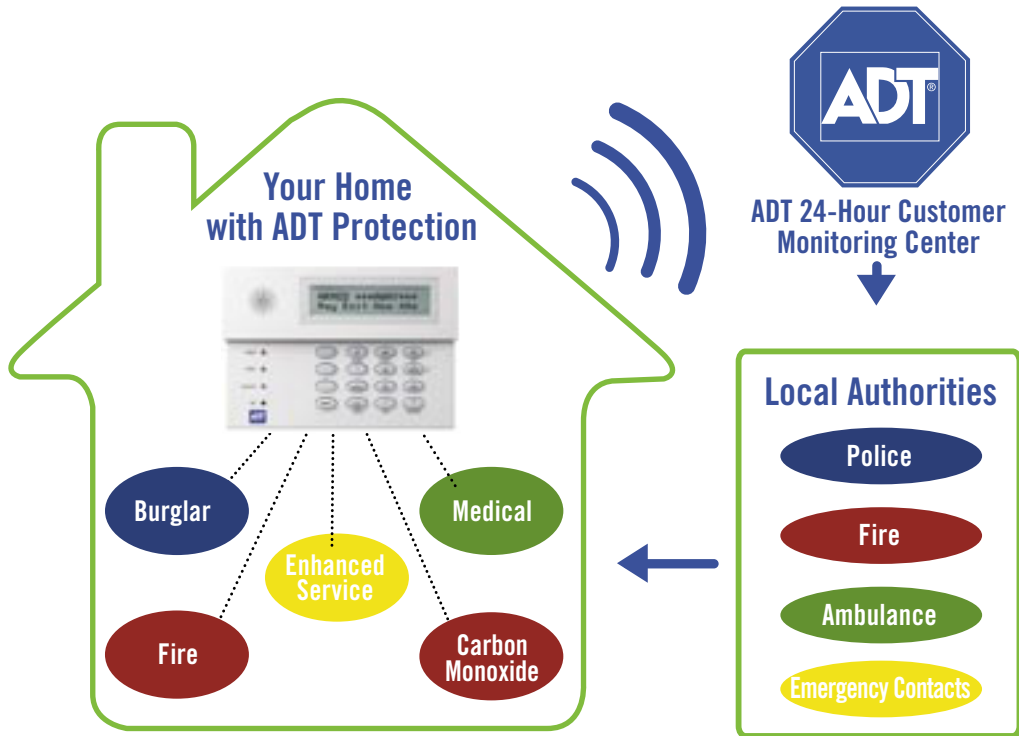 Your Home
with ADT Protection
Burglar
Medical
Enhanced
Service
Fire
Carbon
Monoxide
ADT®
ADT 24-Hour Customer
Monitoring Center
Local Authorities
Police
Fire
Ambulance
Emergency Contacts